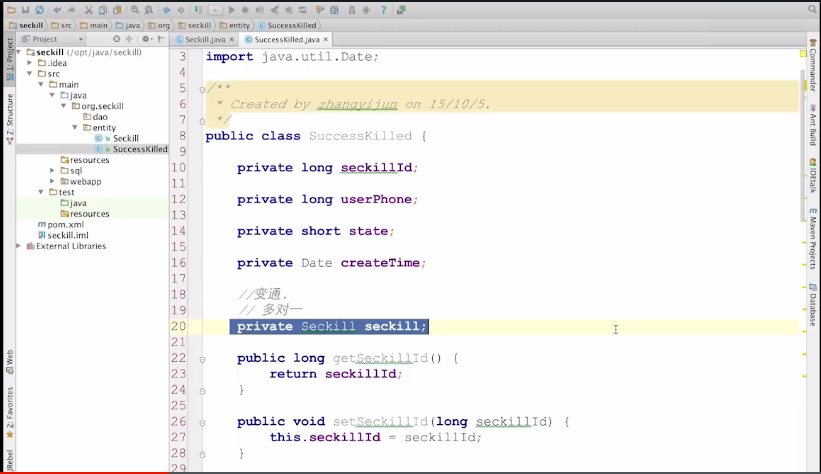 seckill src main java org seckill entity SuccessKilled
Project
Seckill.java SuccessKilled.java
seckill (/opt/java/seckill)
.idea
src
main
java
org.seckill
dao
entity
Seckill
SuccessKilled
resources
sql
webapp
test
java
resources
pom.xml
seckill.iml
External Libraries
1: Project
7: Structure
Web
2: Favorites
JRebel
3 import java.util.Date;
4
5 /**
6 * Created by zhangyijun on 15/10/5.
7 */
8 public class SuccessKilled {
9
10 private long seckillId;
11
12 private long userPhone;
13
14 private short state;
15
16 private Date createTime;
17
18 //变通.
19 // 多对一
20 private Seckill seckill;
21
22 public long getSeckillId() {
23 return seckillId;
24 }
25
26 public void setSeckillId(long seckillId) {
27 this.seckillId = seckillId;
28 }
29
Commander
Ant Build
IDEtalk
Maven Projects
Database